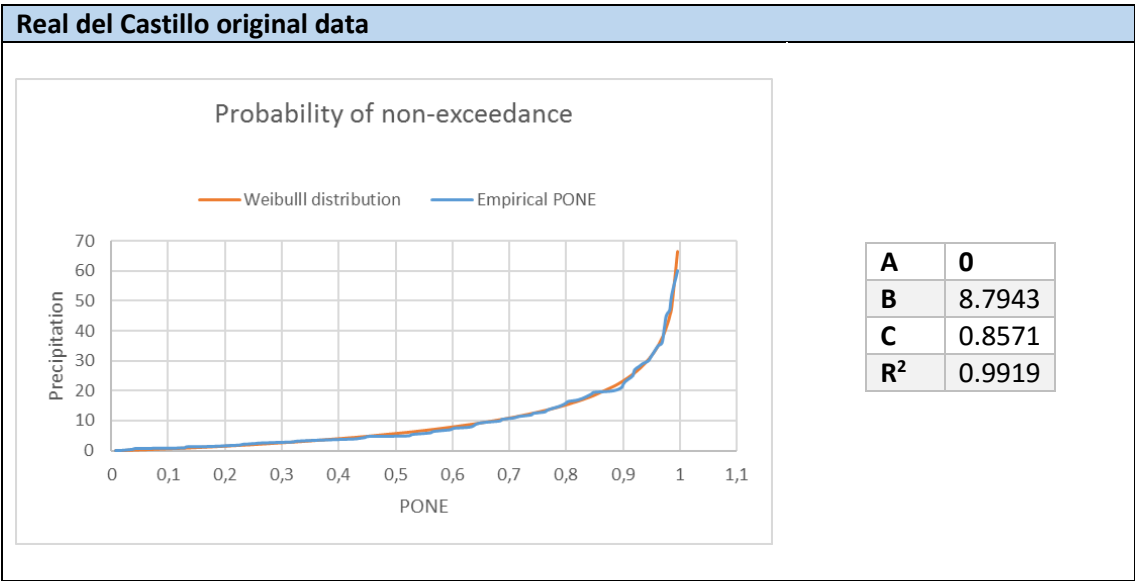 Real del Castillo original data
Probability of non-exceedance
Weibulll distribution Empirical PONE
70
60
50
40
30
20
10
0
Precipitation
0 0,1 0,2 0,3 0,4 0,5 0,6 0,7 0,8 0,9 1 1,1
PONE
A 0
B 8.7943
C 0.8571
R² 0.9919